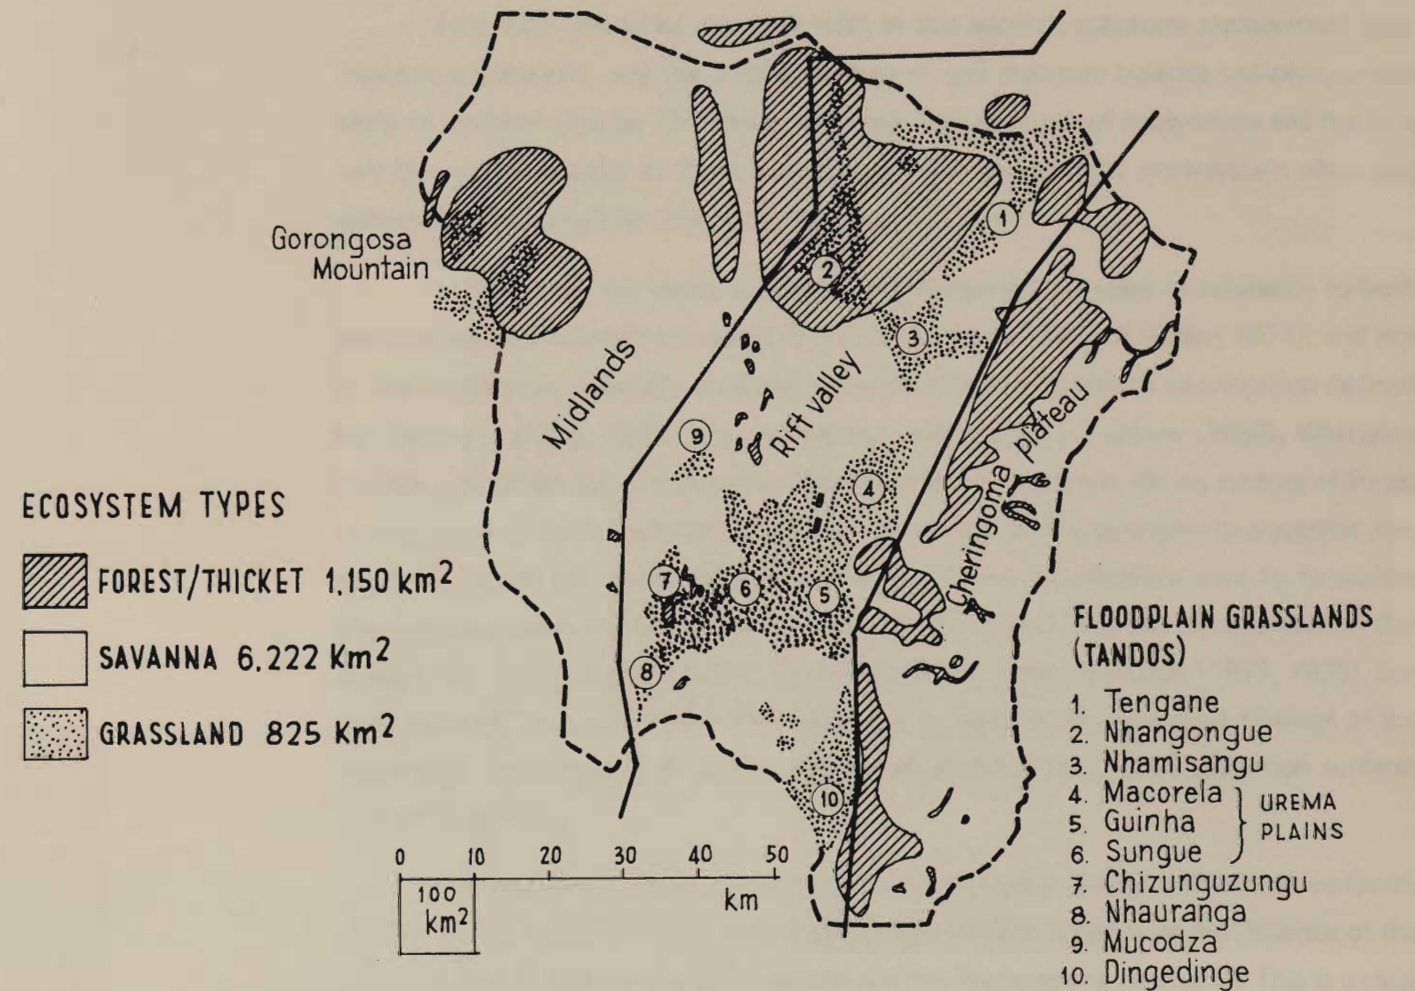 Gorongosa
Mountain
Midlands
Rift valley
Cheringoma plateau
1
2
3
9
4
7
6
5
8
10
ECOSYSTEM TYPES
FOREST/THICKET 1,150 km²
SAVANNA 6.222 Km²
GRASSLAND 825 Km²
0 10 20 30 40 50
km
100
km²
FLOODPLAIN GRASSLANDS
(TANDOS)
1. Tengane
2. Nhangongue
3. Nhamisangu
4. Macorela
5. Guinha
6. Sungue
UREMA
PLAINS
7. Chizunguzungu
8. Nhauranga
9. Mucodza
10. Dingedinge